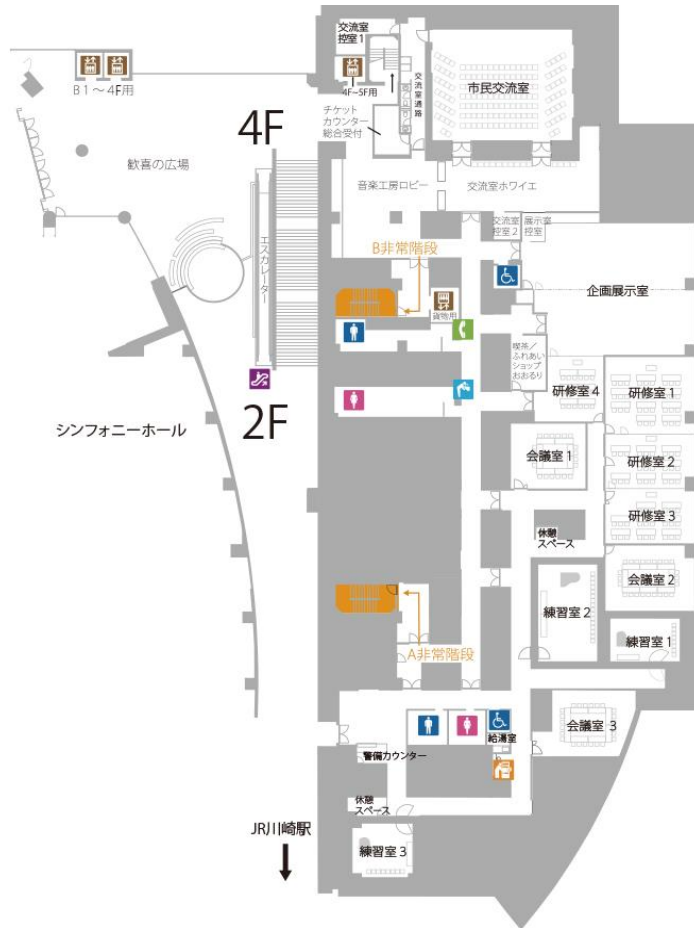 交流室
控室1
B1～4F用
4F~5F用
交流室通路
市民交流室
チケット
カウンター
総合受付
4F
歓喜の広場
音楽工房ロビー
交流室ホワイエ
エスカレーター
交流室
控室2
展示室
控室
B非常階段
企画展示室
貨物用
喫茶／
ふれあい
ショップ
おおるり
研修室4
研修室1
2F
シンフォニーホール
会議室1
研修室2
研修室3
休憩
スペース
会議室2
練習室2
練習室1
A非常階段
会議室3
給湯室
警備カウンター
休憩
スペース
JR川崎駅
練習室3